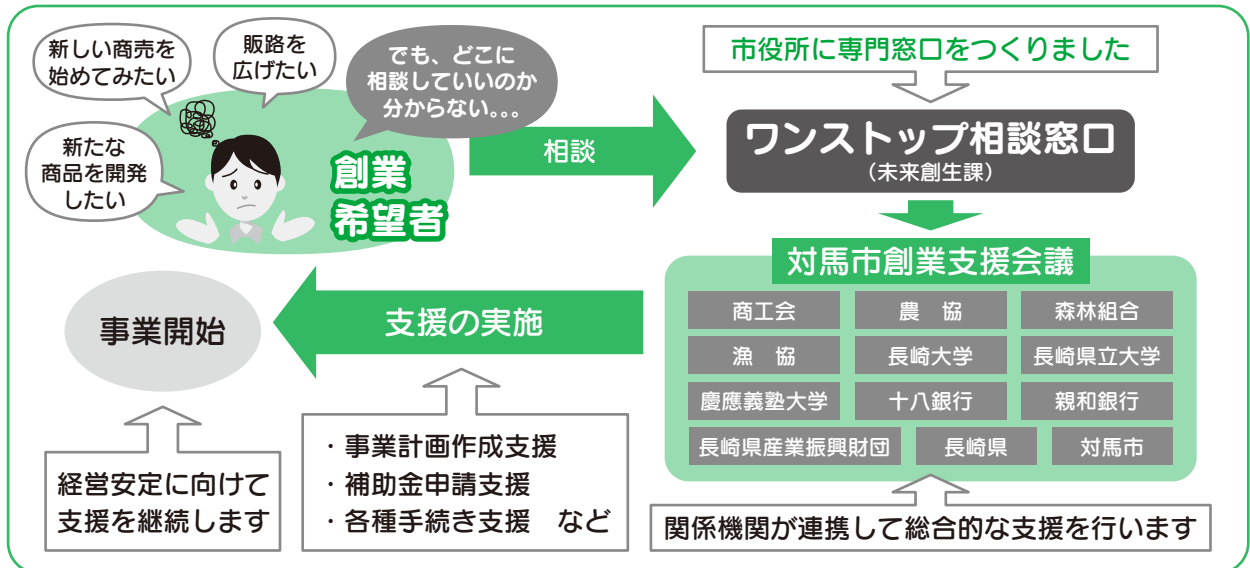 新しい商売を
始めてみたい
販路を
広げたい
でも、どこに
相談していいのか
分からない。。。
新たな
商品を開発
したい
創業
希望者
相談
市役所に専門窓口をつくりました
ワンストップ相談窓口
（未来創生課）
対馬市創業支援会議
商工会
農　協
森林組合
漁　協
長崎大学
長崎県立大学
慶應義塾大学
十八銀行
親和銀行
長崎県産業振興財団
長崎県
対馬市
関係機関が連携して総合的な支援を行います
支援の実施
・事業計画作成支援
・補助金申請支援
・各種手続き支援　など
事業開始
経営安定に向けて
支援を継続します